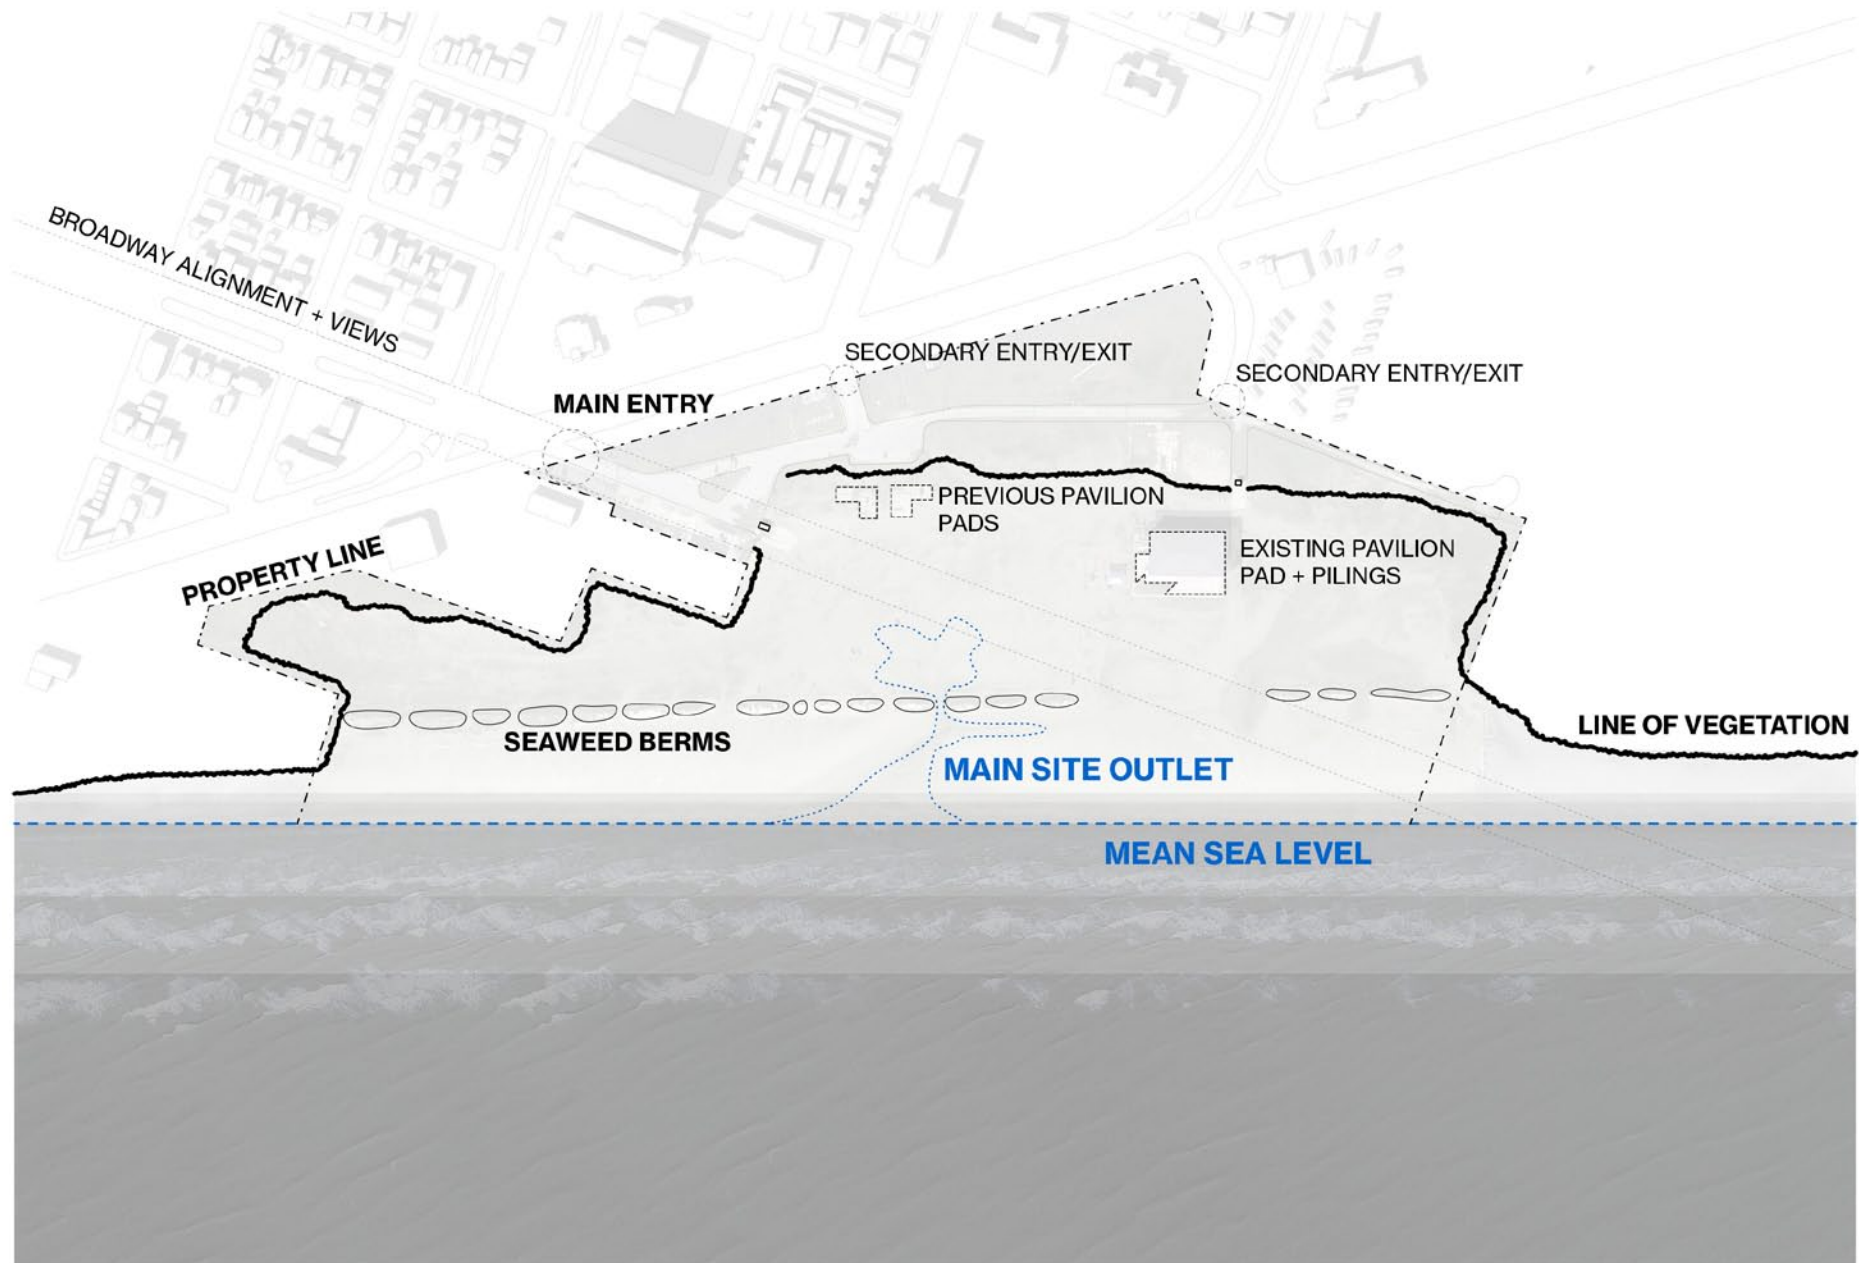 BROADWAY ALIGNMENT + VIEWS
SECONDARY ENTRY/EXIT
SECONDARY ENTRY/EXIT
MAIN ENTRY
PREVIOUS PAVILION
PADS
EXISTING PAVILION
PAD + PILINGS
PROPERTY LINE
LINE OF VEGETATION
SEAWEED BERMS
MAIN SITE OUTLET
MEAN SEA LEVEL